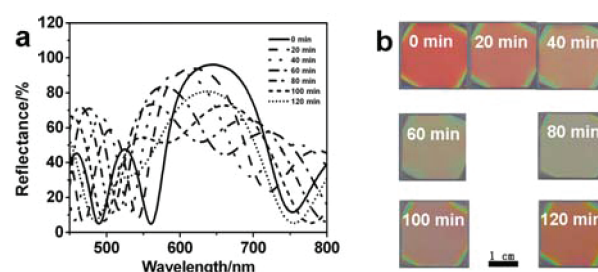 a
120
100
80
60
40
20
0
Reflectance/%
500 600 700 800
Wavelength/nm
0 min
20 min
40 min
60 min
80 min
100 min
120 min
b
0 min 20 min 40 min
60 min 80 min
100 min 120 min
1 cm